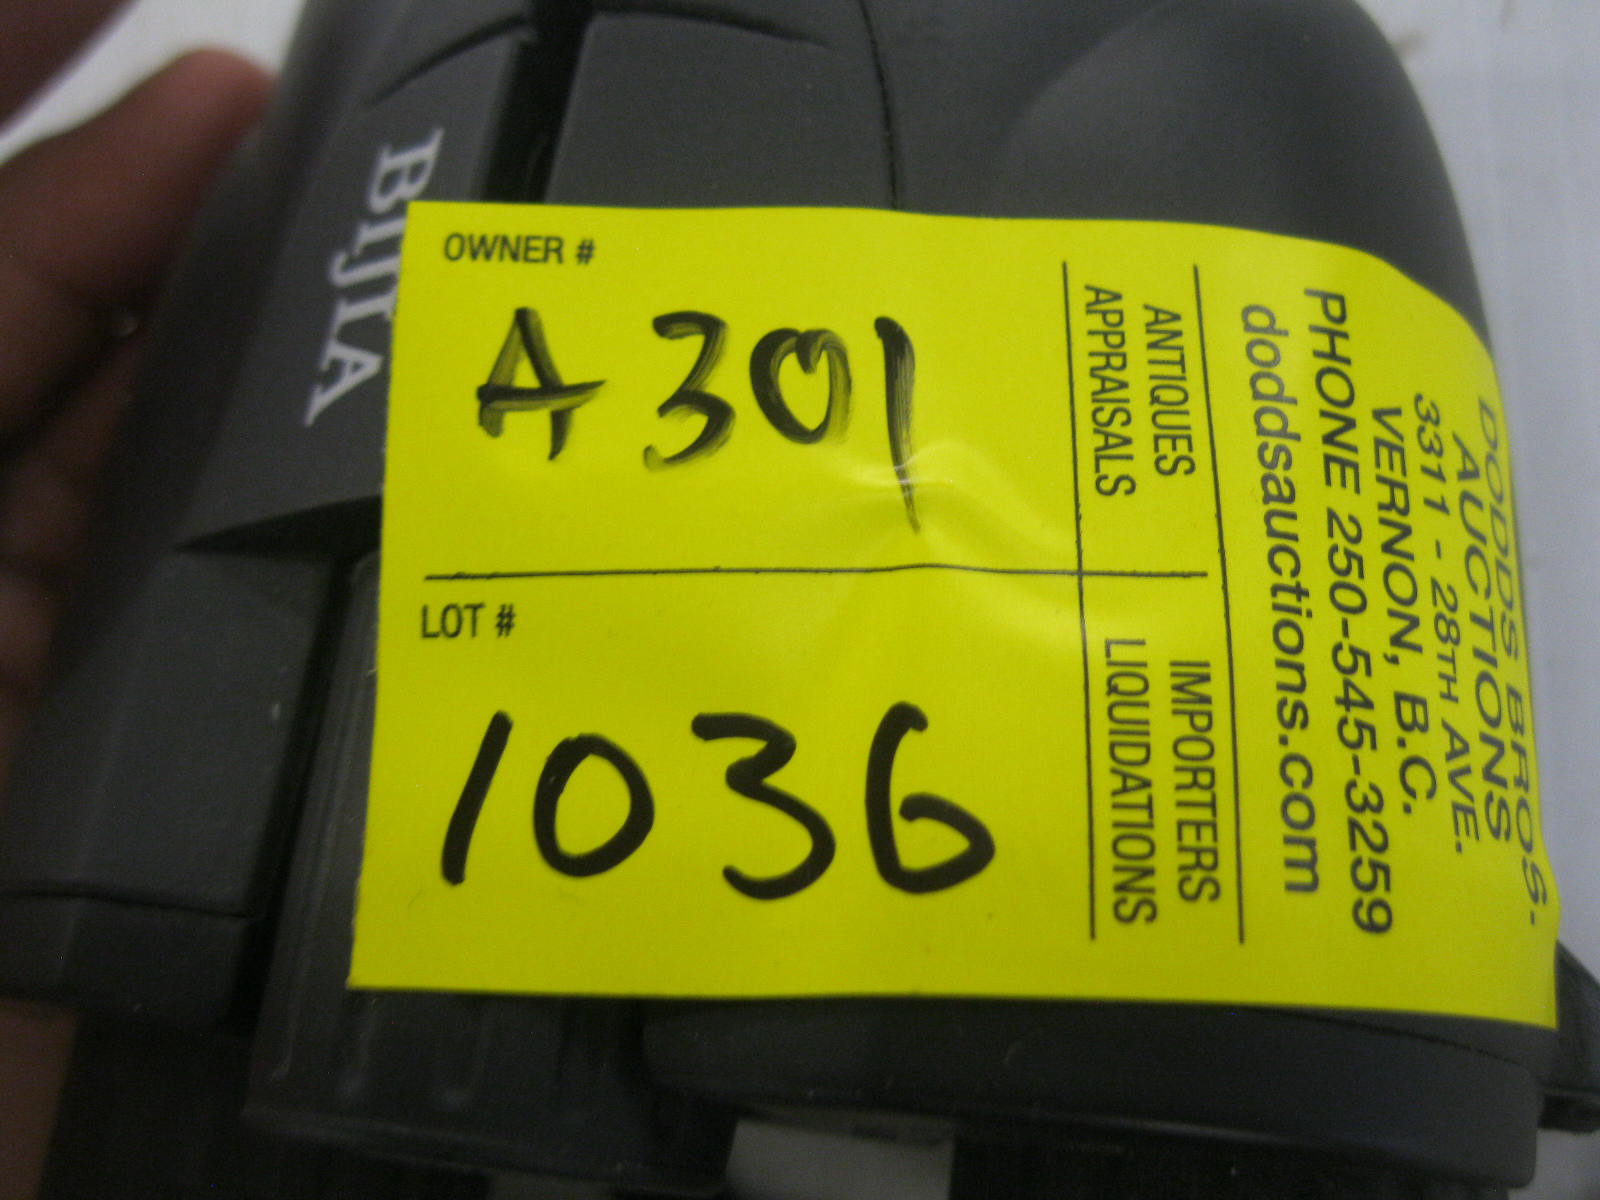 BIJIA
OWNER #
A301
LOT #
1036
ANTIQUES
APPRAISALS
IMPORTERS
LIQUIDATIONS
DODDS BROS.
AUCTIONS
3311 - 28TH AVE.
VERNON, B.C.
PHONE 250-545-3259
doddsauctions.com